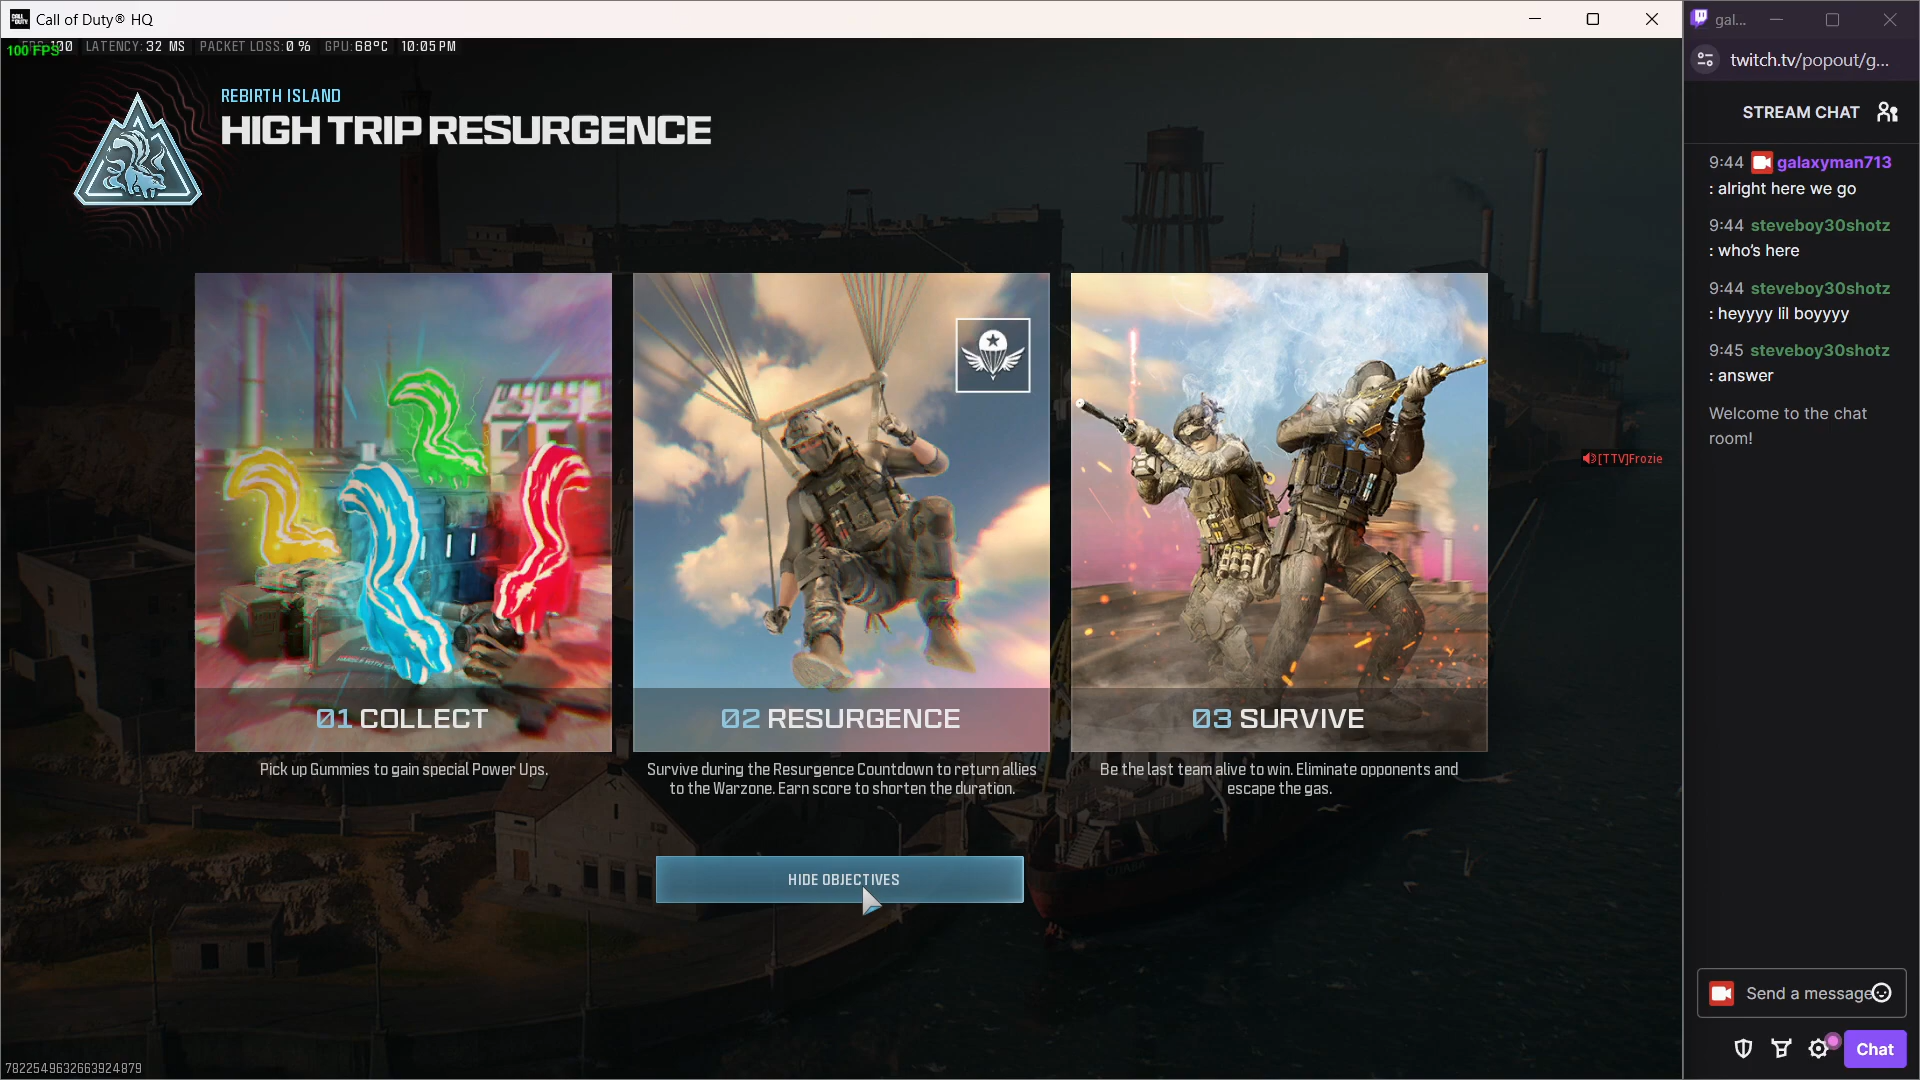 Call of Duty® HQ
100 FPS
LATENCY: 32 MS PACKET LOSS: 0 % GPU: 68°C 10:05 PM
REBIRTH ISLAND
HIGH TRIP RESURGENCE
01 COLLECT
Pick up Gummies to gain special Power Ups.
02 RESURGENCE
Survive during the Resurgence Countdown to return allies
to the Warzone. Earn score to shorten the duration.
03 SURVIVE
Be the last team alive to win. Eliminate opponents and
escape the gas.
HIDE OBJECTIVES
[TTV]Frozie
7822549632663924879
gal...
twitch.tv/popout/g...
STREAM CHAT
9:44 galaxyman713
: alright here we go
9:44 steveboy30shotz
: who's here
9:44 steveboy30shotz
: heyyyy lil boyyyy
9:45 steveboy30shotz
: answer
Welcome to the chat
room!
Send a message
Chat